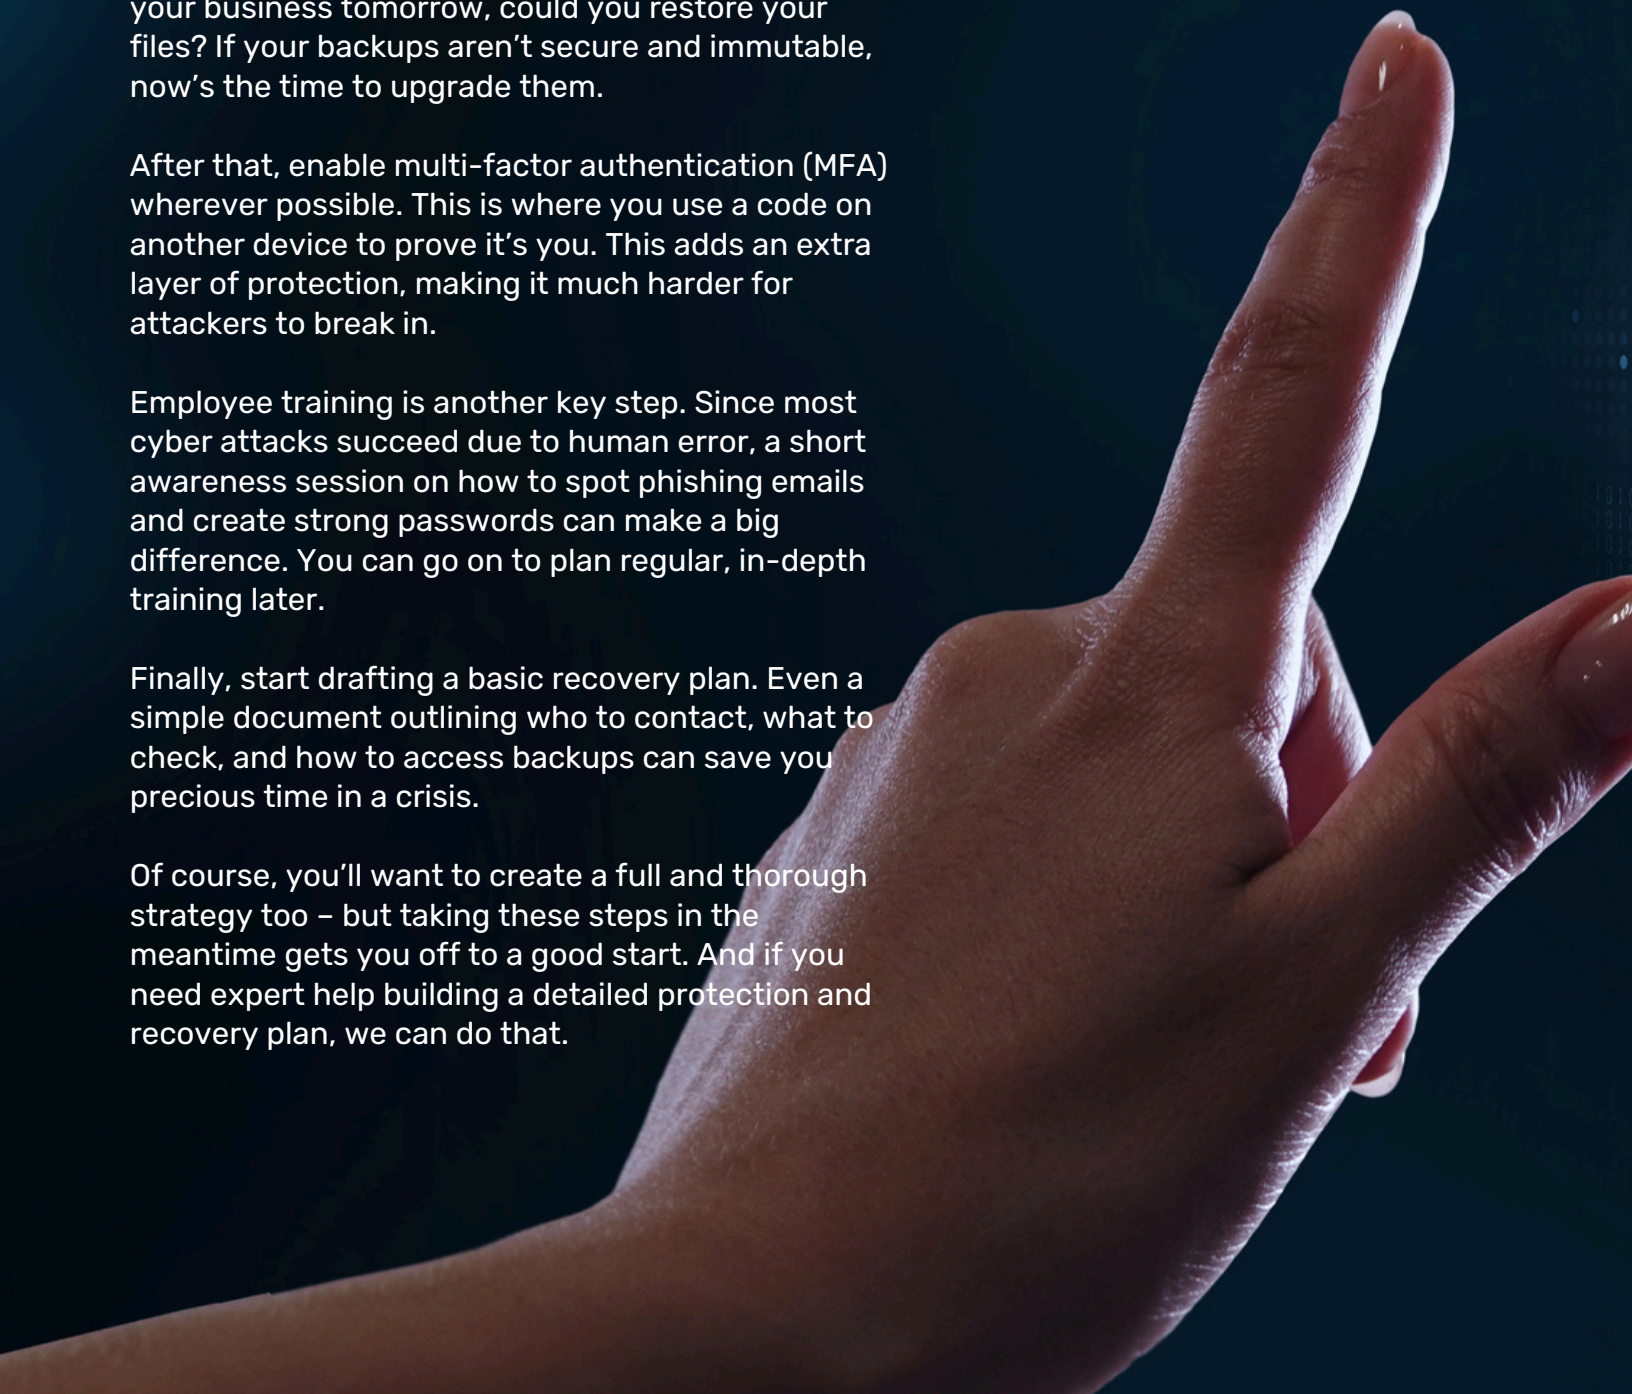 your business tomorrow, could you restore your
files? If your backups aren’t secure and immutable,
now’s the time to upgrade them.
After that, enable multi-factor authentication (MFA)
wherever possible. This is where you use a code on
another device to prove it’s you. This adds an extra
layer of protection, making it much harder for
attackers to break in.
Employee training is another key step. Since most
cyber attacks succeed due to human error, a short
awareness session on how to spot phishing emails
and create strong passwords can make a big
difference. You can go on to plan regular, in-depth
training later.
Finally, start drafting a basic recovery plan. Even a
simple document outlining who to contact, what to
check, and how to access backups can save you
precious time in a crisis.
Of course, you’ll want to create a full and thorough
strategy too – but taking these steps in the
meantime gets you off to a good start. And if you
need expert help building a detailed protection and
recovery plan, we can do that.